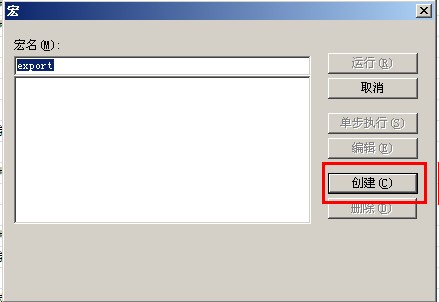 宏
宏名(M):
export
运行(R)
取消
单步执行(S)
编辑(E)
创建(C)
删除(D)